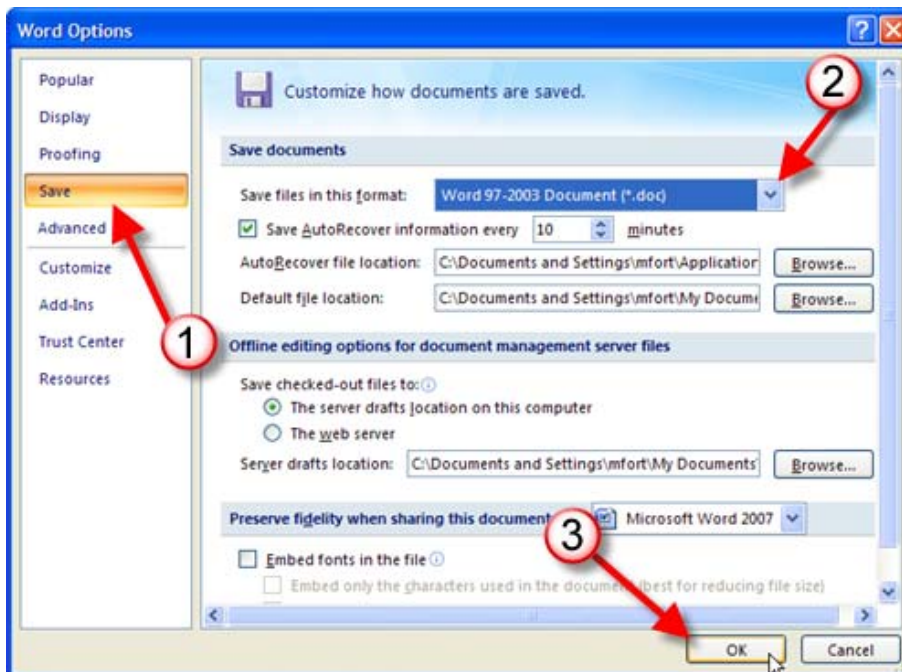 Word Options
Popular
Display
Proofing
Save
Advanced
Customize
Add-Ins
Trust Center
Resources
Customize how documents are saved.
2
Save documents
Save files in this format: Word 97-2003 Document (*.doc)
Save AutoRecover information every 10 minutes
AutoRecover file location: C:\Documents and Settings\mfort\Application Browse...
Default file location: C:\Documents and Settings\mfort\My Docume Browse...
1
Offline editing options for document management server files
Save checked-out files to:
The server drafts location on this computer
The web server
Server drafts location: C:\Documents and Settings\mfort\My Documents Browse...
Preserve fidelity when sharing this document Microsoft Word 2007
3
Embed fonts in the file
Embed only the characters used in the document (best for reducing file size)
OK Cancel